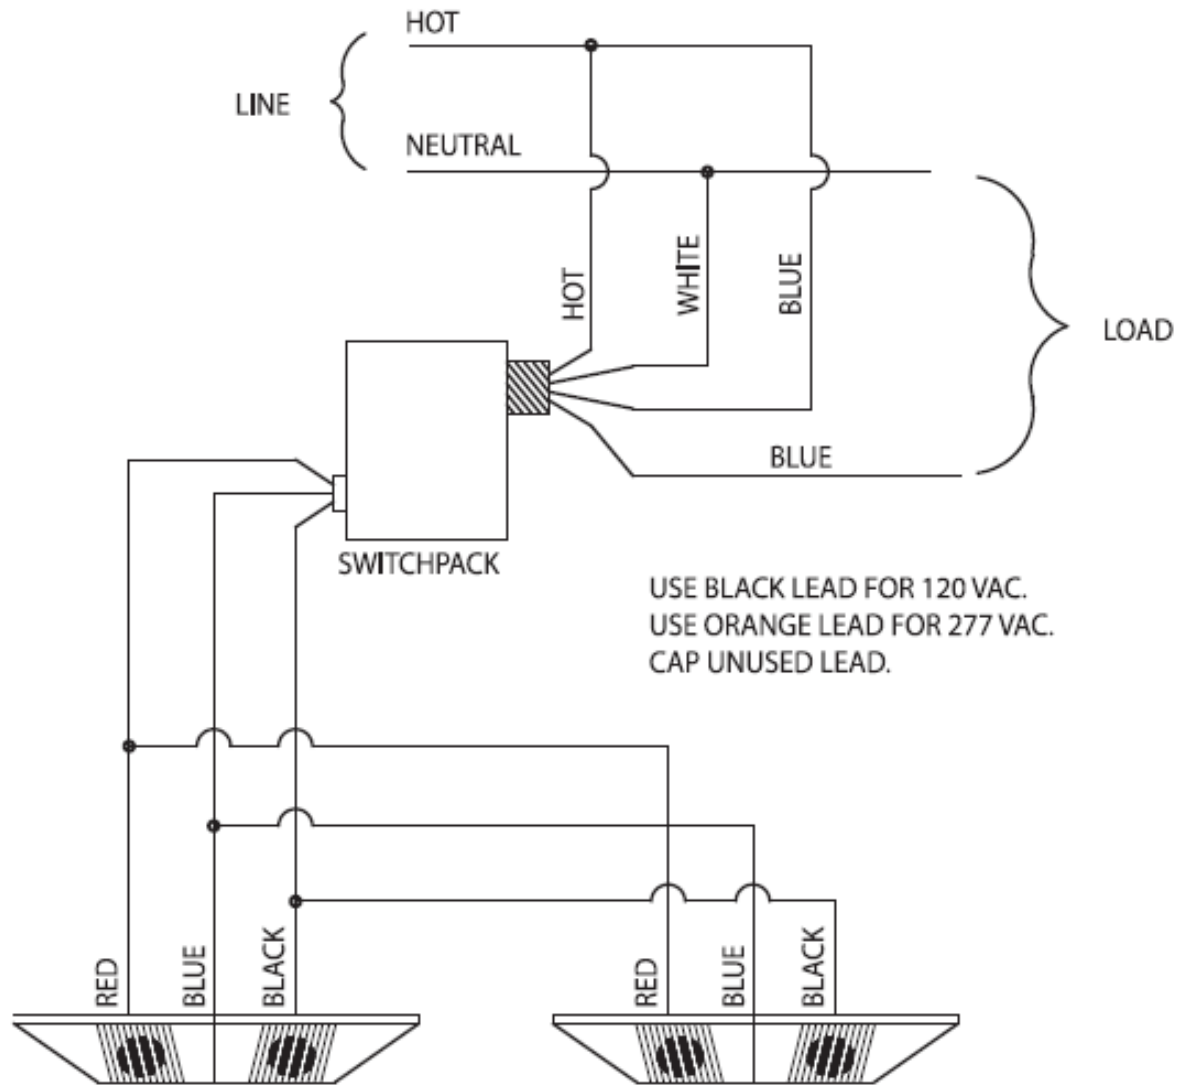 HOT
LINE
NEUTRAL
HOT
WHITE
BLUE
LOAD
BLUE
SWITCHPACK
USE BLACK LEAD FOR 120 VAC.
USE ORANGE LEAD FOR 277 VAC.
CAP UNUSED LEAD.
RED
BLUE
BLACK
RED
BLUE
BLACK